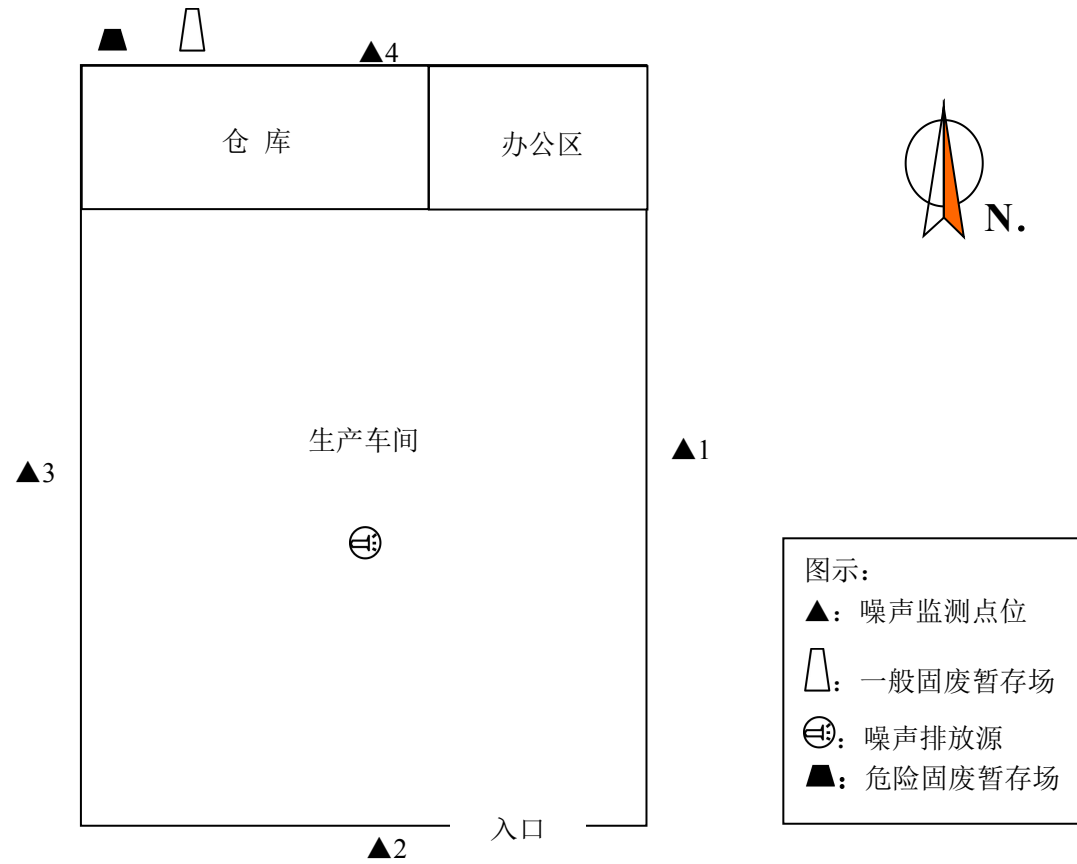 ▲4
仓 库
办公区
N.
生产车间
▲1
▲3
图示：
▲：噪声监测点位
：一般固废暂存场
：噪声排放源
：危险固废暂存场
入口
▲2